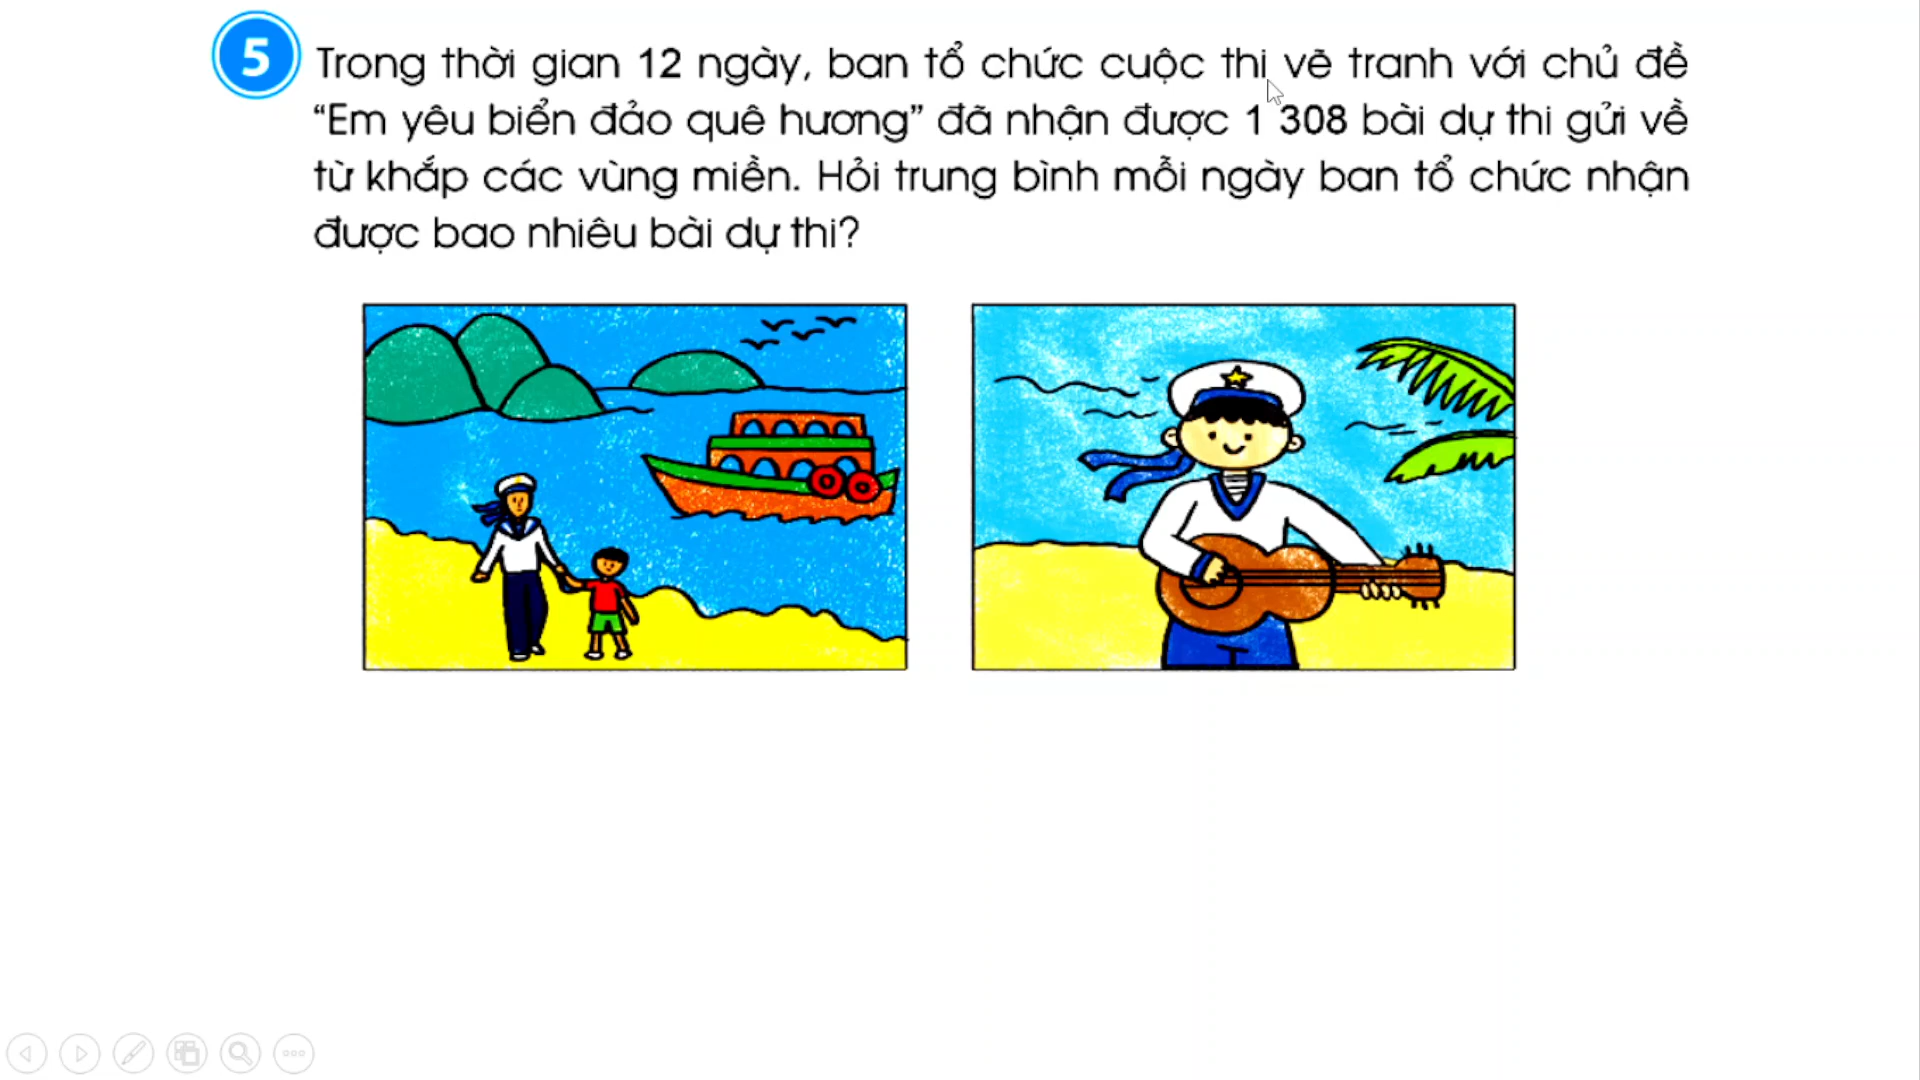 5 Trong thời gian 12 ngày, ban tổ chức cuộc thi vẽ tranh với chủ đề
“Em yêu biển đảo quê hương” đã nhận được 1 308 bài dự thi gửi về
từ khắp các vùng miền. Hỏi trung bình mỗi ngày ban tổ chức nhận
được bao nhiêu bài dự thi?